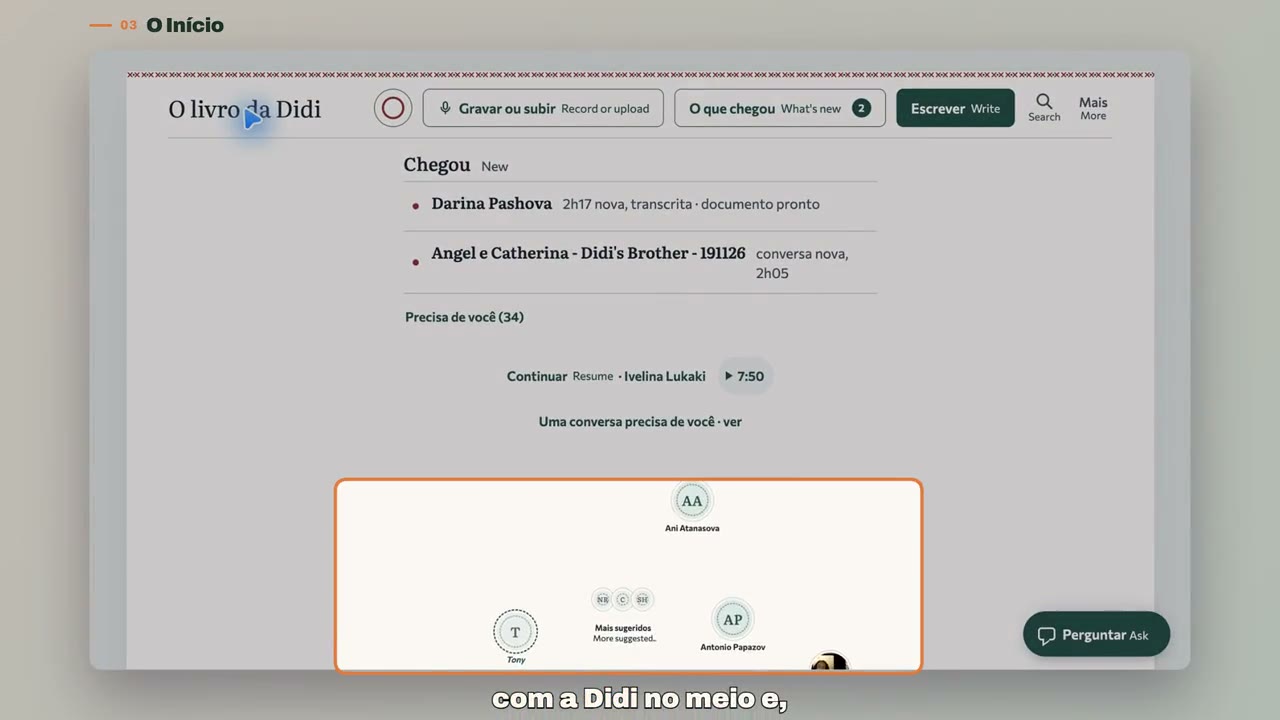 03 O Início
O livro da Didi
Gravar ou subir Record or upload
O que chegou What's new 2
Escrever Write
Search
Mais
More
Chegou New
Darina Pashova 2h17 nova, transcrita · documento pronto
Angel e Catherina - Didi's Brother - 191126 conversa nova,
2h05
Precisa de você (34)
Continuar Resume · Ivelina Lukaki 7:50
Uma conversa precisa de você · ver
AA
Ani Atanasova
NK C SH
Mais sugeridos
More suggested..
T
Tony
AP
Antonio Papazov
Perguntar Ask
com a Didi no meio e,